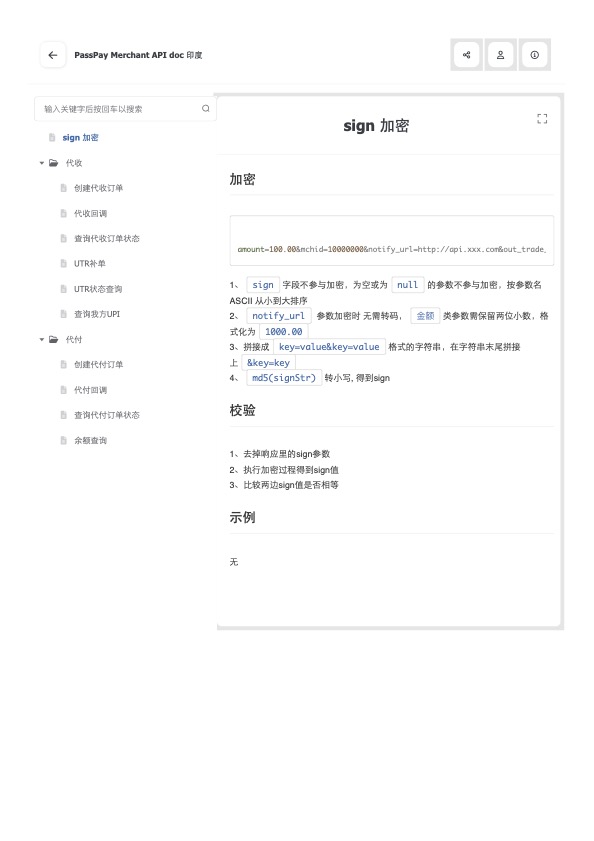 PassPay Merchant API doc 印度
输入关键字后按回车以搜索
sign 加密
代收
创建代收订单
代收回调
查询代收订单状态
UTR补单
UTR状态查询
查询我方UPI
代付
创建代付订单
代付回调
查询代付订单状态
余额查询
sign 加密
加密
amount=100.00&mchid=10000000&notify_url=http://api.xxx.com&out_trade_
1、 sign 字段不参与加密，为空或为 null 的参数不参与加密，按参数名
ASCII 从小到大排序
2、 notify_url 参数加密时 无需转码， 金额 类参数需保留两位小数，格
式化为 1000.00
3、拼接成 key=value&key=value 格式的字符串，在字符串末尾拼接
上 &key=key
4、 md5(signStr) 转小写, 得到sign
校验
1、去掉响应里的sign参数
2、执行加密过程得到sign值
3、比较两边sign值是否相等
示例
无